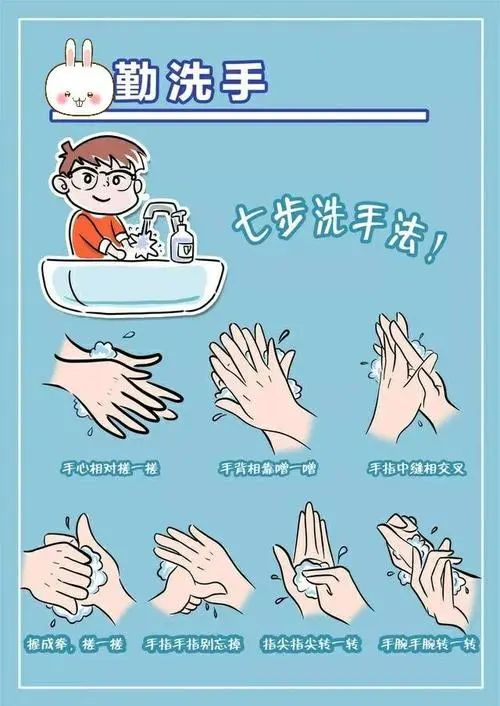 勤洗手
七步洗手法！
手心相对搓一搓
手背相靠噌一噌
手指中缝相交叉
握成拳，搓一搓
手指手指别忘掉
指尖指尖转一转
手腕手腕转一转